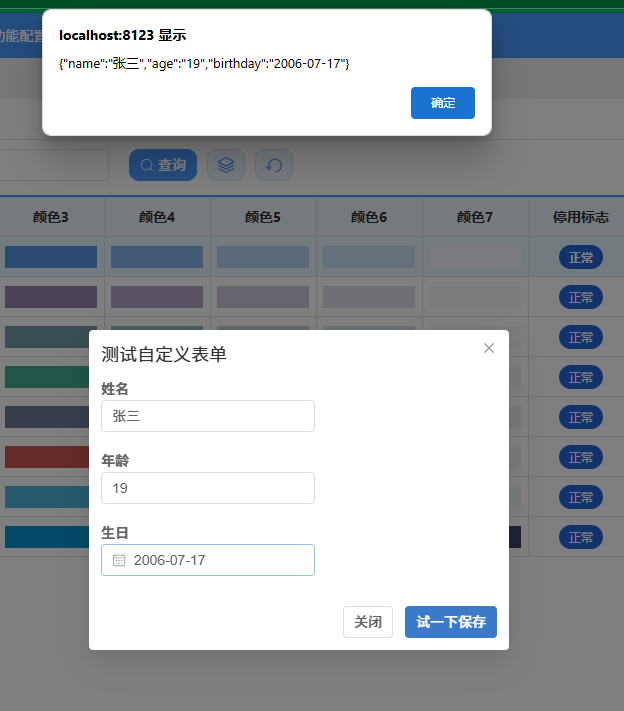 功能配置
localhost:8123 显示
{"name":"张三","age":"19","birthday":"2006-07-17"}
确定
查询
颜色3 颜色4 颜色5 颜色6 颜色7 停用标志
正常
正常
正常
正常
正常
正常
正常
正常
测试自定义表单
姓名
张三
年龄
19
生日
2006-07-17
关闭 试一下保存